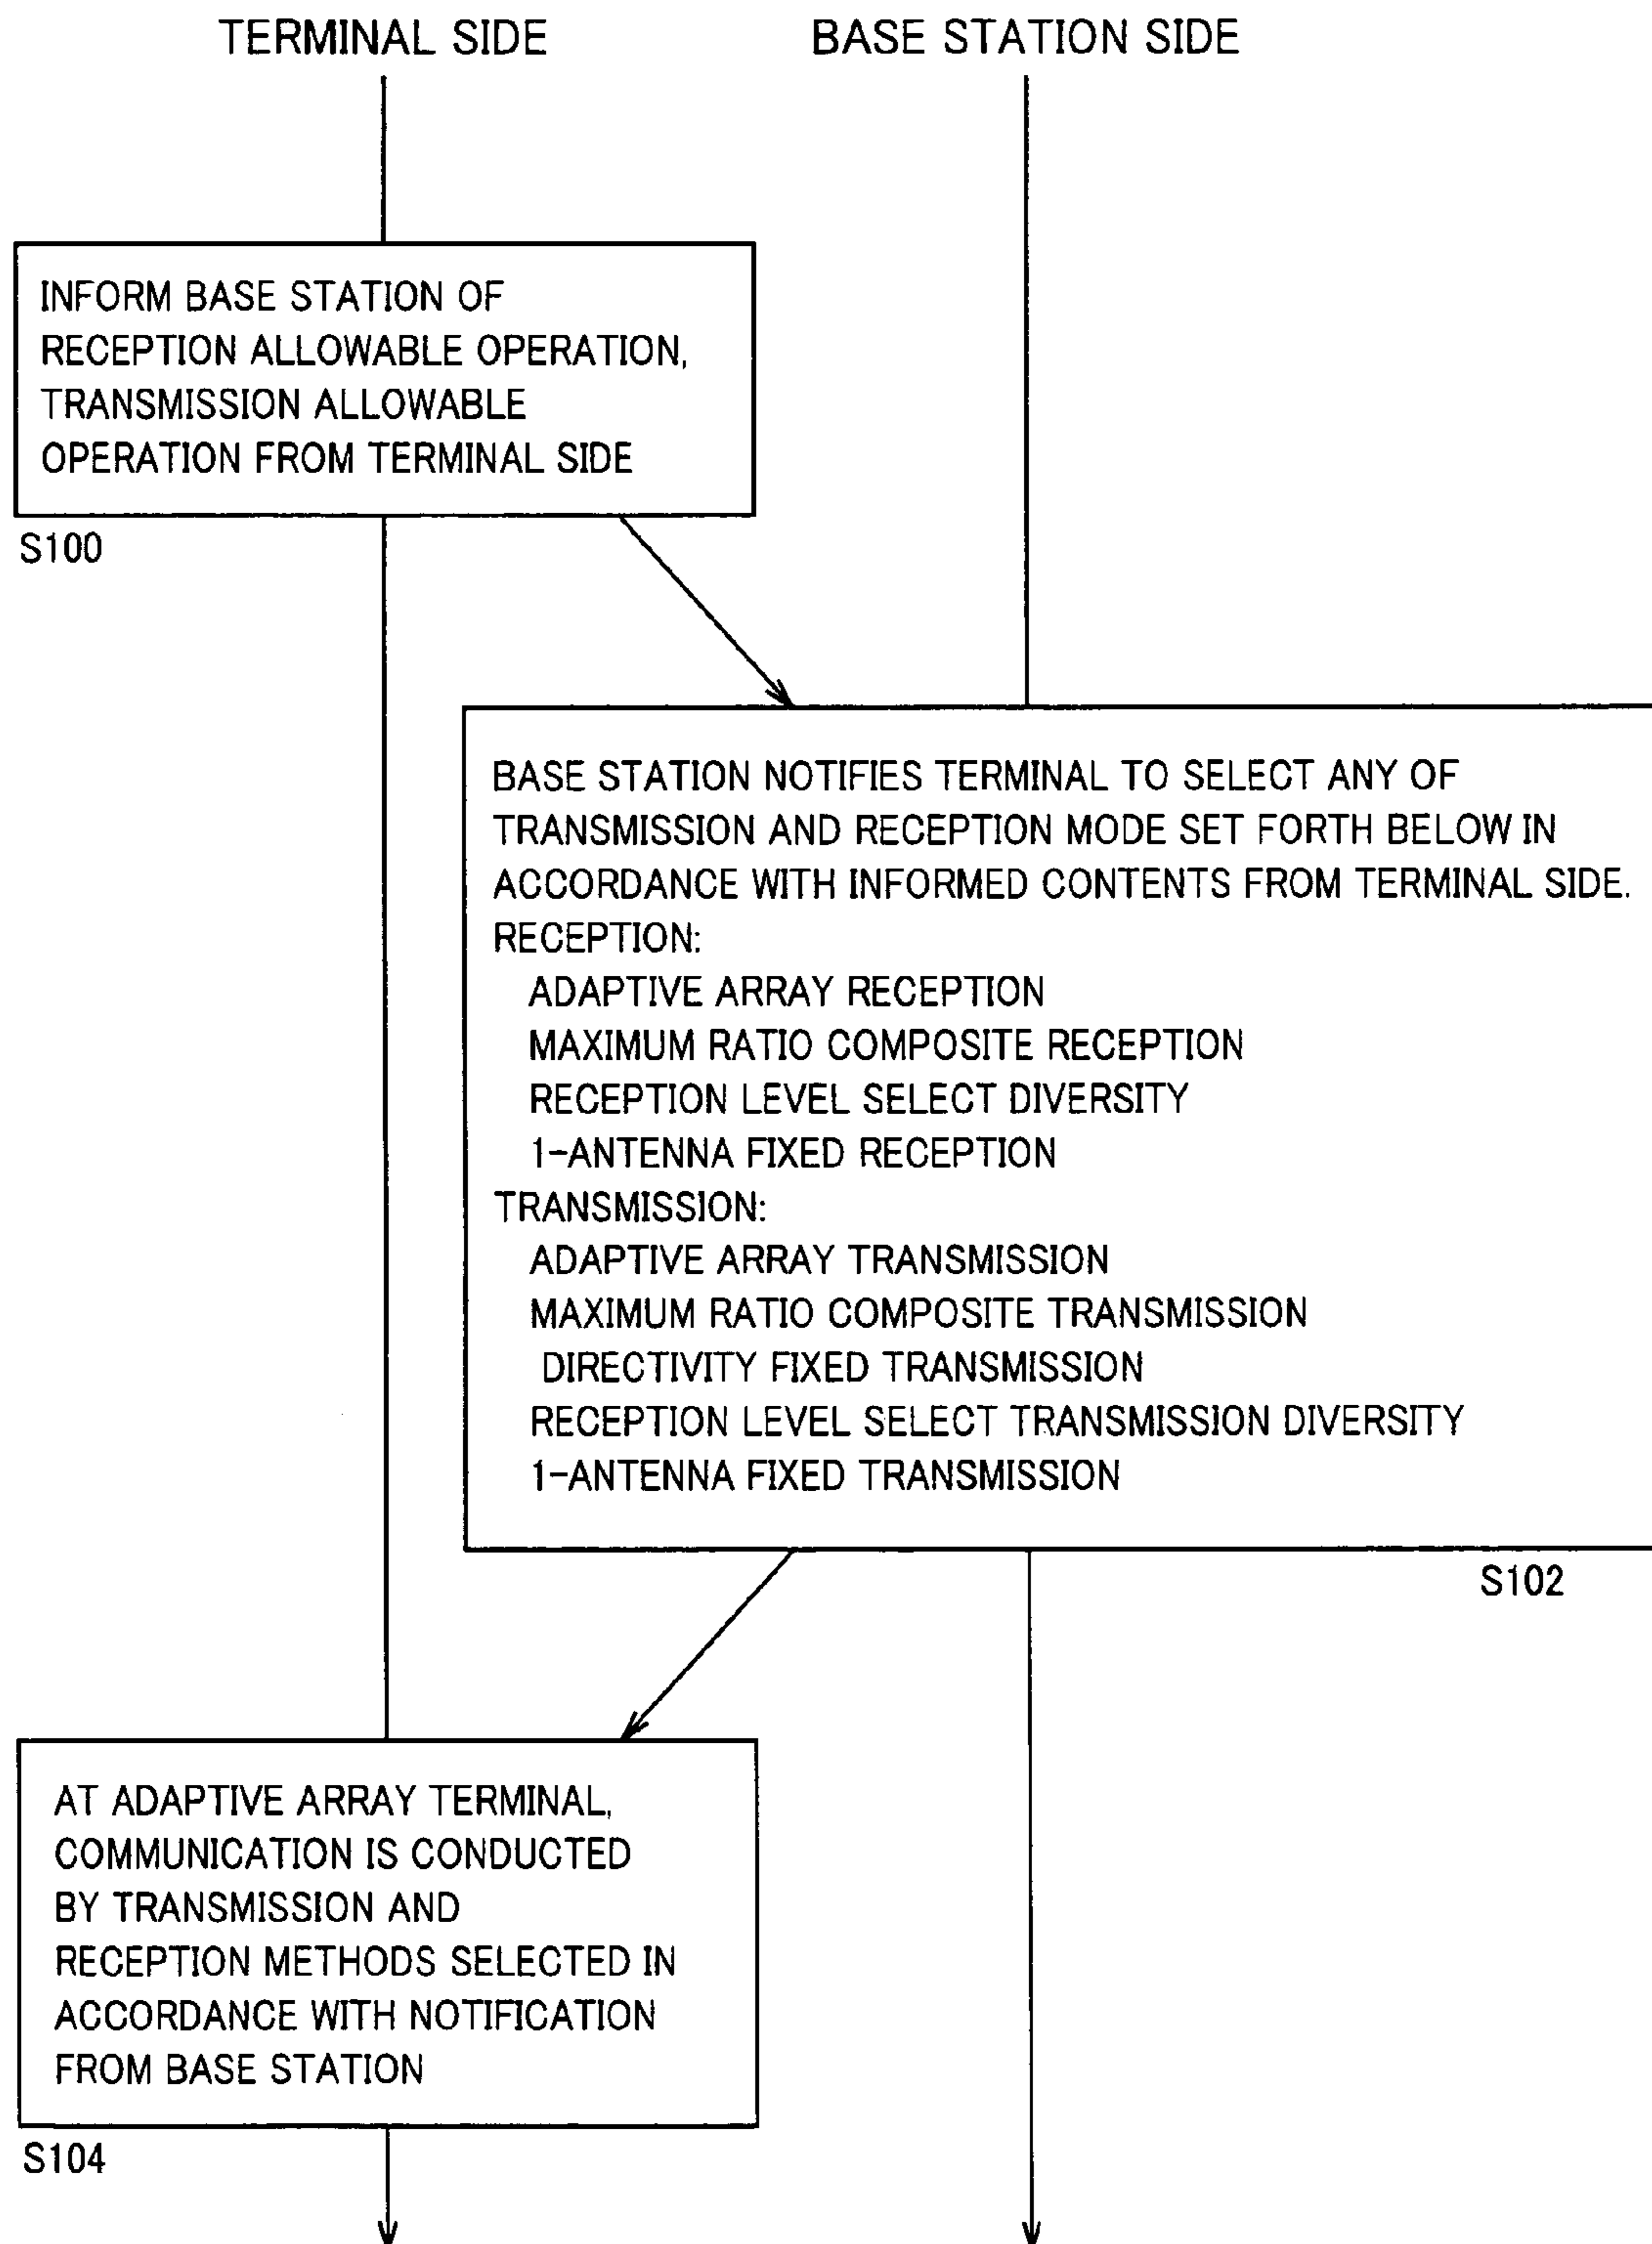 TERMINAL SIDE
BASE STATION SIDE
INFORM BASE STATION OF
RECEPTION ALLOWABLE OPERATION,
TRANSMISSION ALLOWABLE
OPERATION FROM TERMINAL SIDE
S100
BASE STATION NOTIFIES TERMINAL TO SELECT ANY OF
TRANSMISSION AND RECEPTION MODE SET FORTH BELOW IN
ACCORDANCE WITH INFORMED CONTENTS FROM TERMINAL SIDE.
RECEPTION:
ADAPTIVE ARRAY RECEPTION
MAXIMUM RATIO COMPOSITE RECEPTION
RECEPTION LEVEL SELECT DIVERSITY
1-ANTENNA FIXED RECEPTION
TRANSMISSION:
ADAPTIVE ARRAY TRANSMISSION
MAXIMUM RATIO COMPOSITE TRANSMISSION
DIRECTIVITY FIXED TRANSMISSION
RECEPTION LEVEL SELECT TRANSMISSION DIVERSITY
1-ANTENNA FIXED TRANSMISSION
S102
AT ADAPTIVE ARRAY TERMINAL,
COMMUNICATION IS CONDUCTED
BY TRANSMISSION AND
RECEPTION METHODS SELECTED IN
ACCORDANCE WITH NOTIFICATION
FROM BASE STATION
S104